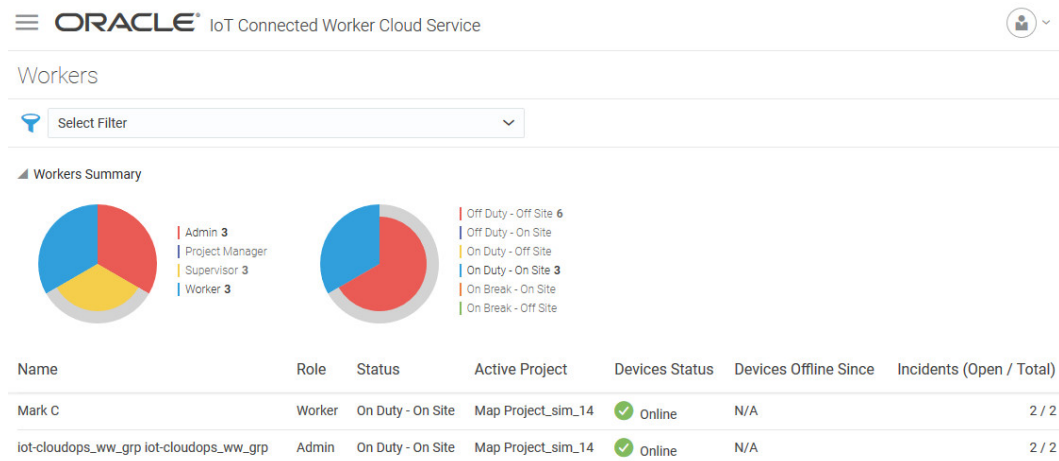 ORACLE® IoT Connected Worker Cloud Service
Workers
Select Filter
Workers Summary
Admin 3
Project Manager
Supervisor 3
Worker 3
Off Duty - Off Site 6
Off Duty - On Site
On Duty - Off Site
On Duty - On Site 3
On Break - On Site
On Break - Off Site
Name Role Status Active Project Devices Status Devices Offline Since Incidents (Open / Total)
Mark C Worker On Duty - On Site Map Project_sim_14 Online N/A 2 / 2
iot-cloudops_ww_grp iot-cloudops_ww_grp Admin On Duty - On Site Map Project_sim_14 Online N/A 2 / 2